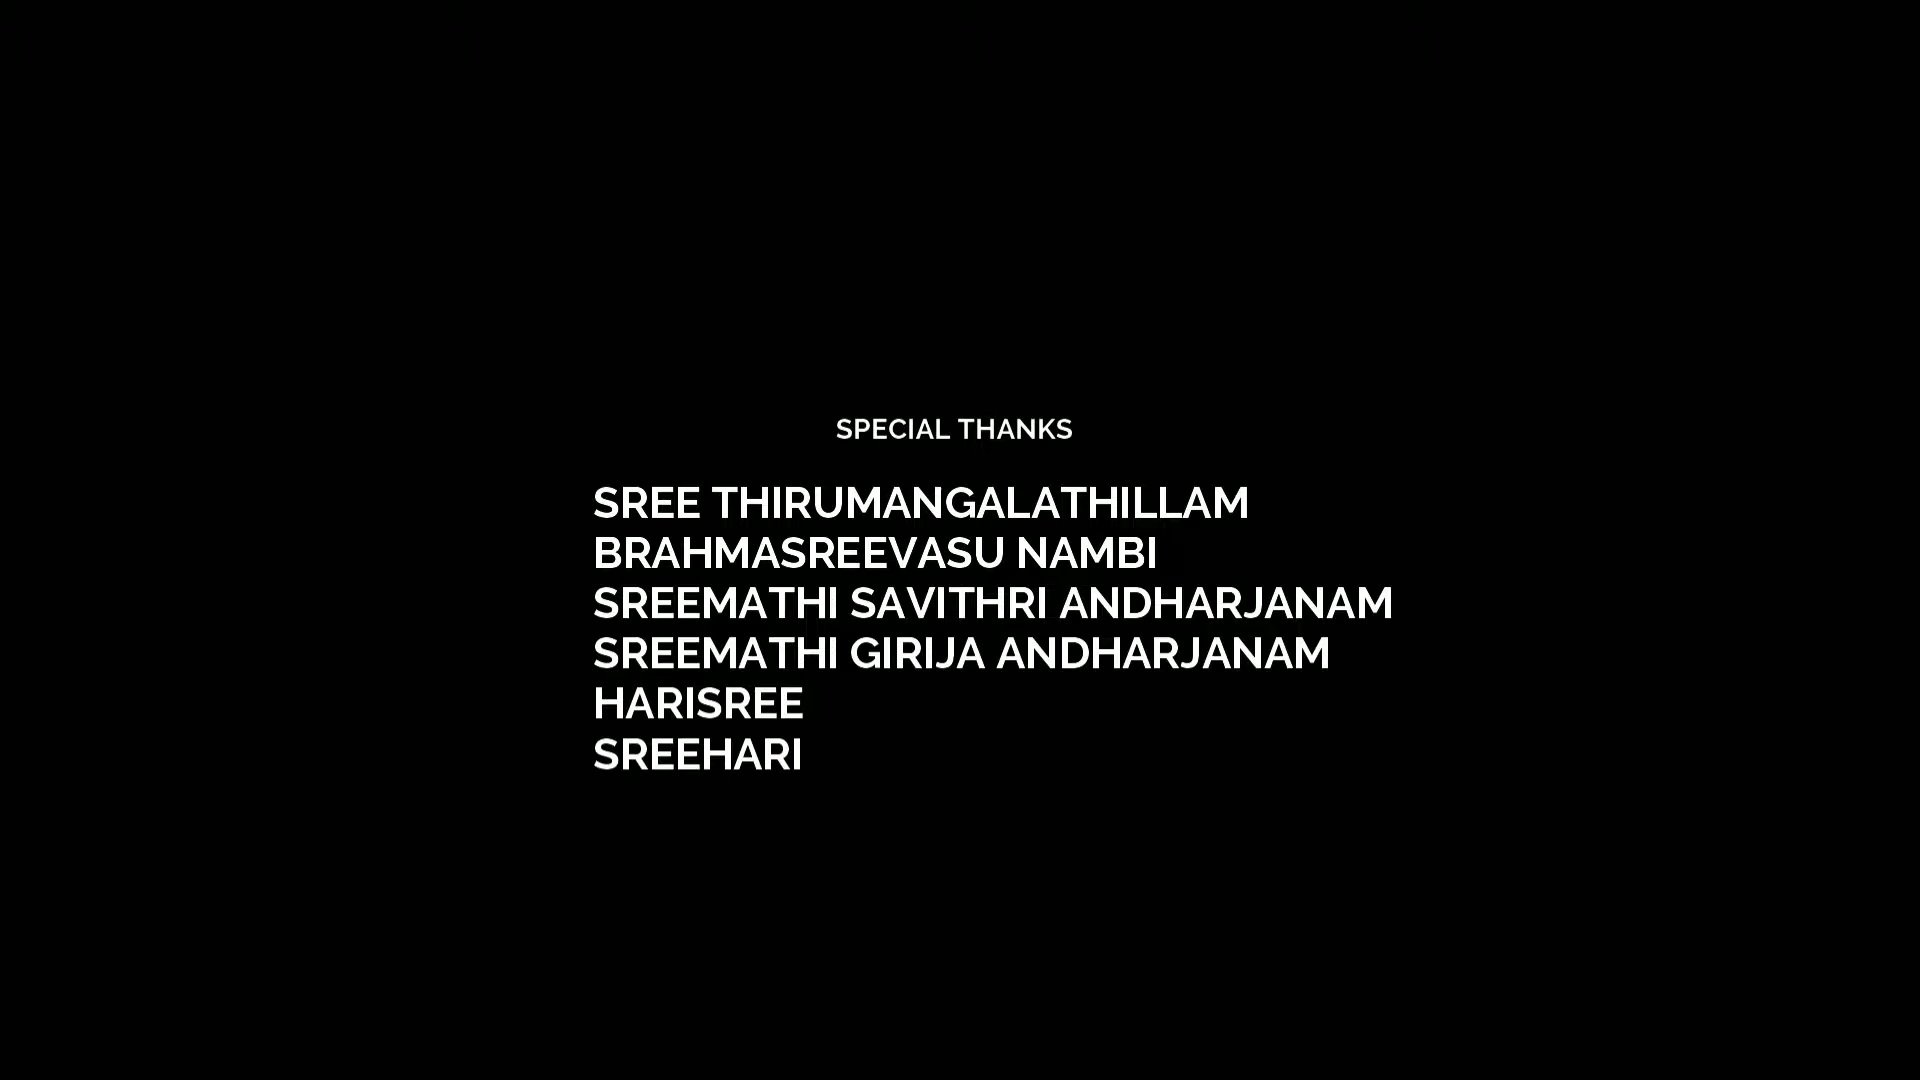 SPECIAL THANKS
SREE THIRUMANGALATHILLAM
BRAHMASREEVASU NAMBI
SREEMATHI SAVITHRI ANDHARJANAM
SREEMATHI GIRIJA ANDHARJANAM
HARISREE
SREEHARI